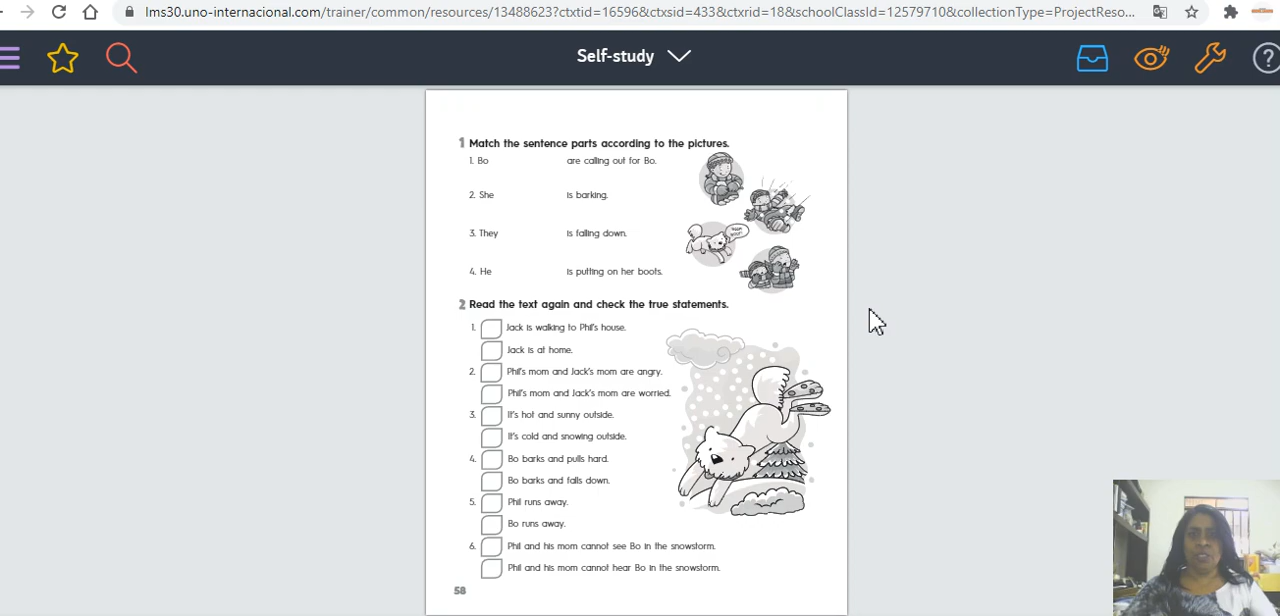 lms30.uno-internacional.com/trainer/common/resources/13488623?ctxtid=16596&ctxsid=433&ctxrid=18&schoolClassId=12579710&collectionType=ProjectReso...
Self-study
1 Match the sentence parts according to the pictures.
1. Bo are calling out for Bo.
2. She is barking.
3. They is falling down.
4. He is putting on her boots.
2 Read the text again and check the true statements.
1. Jack is walking to Phil's house.
Jack is at home.
2. Phil's mom and Jack's mom are angry.
Phil's mom and Jack's mom are worried.
3. It's hot and sunny outside.
It's cold and snowing outside.
4. Bo barks and pulls hard.
Bo barks and falls down.
5. Phil runs away.
Bo runs away.
6. Phil and his mom cannot see Bo in the snowstorm.
Phil and his mom cannot hear Bo in the snowstorm.
58